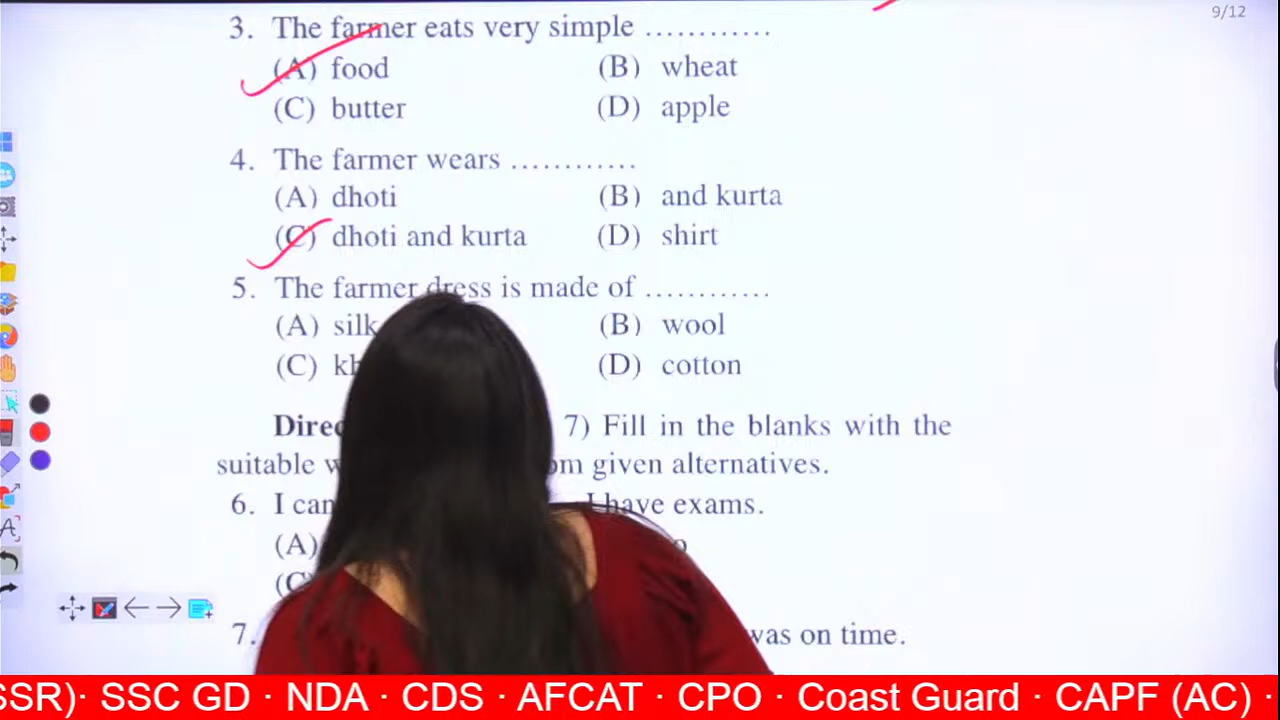 9/12
3. The farmer eats very simple ............
(A) food (B) wheat
(C) butter (D) apple
4. The farmer wears ............
(A) dhoti (B) and kurta
(C) dhoti and kurta (D) shirt
5. The farmer dress is made of ............
(A) silk (B) wool
(C) (D) cotton
7) Fill in the blanks with the
suitable given alternatives.
6. I have exams.
(A)
(C)
7. was on time.
SSR)· SSC GD · NDA · CDS · AFCAT · CPO · Coast Guard · CAPF (AC) ·